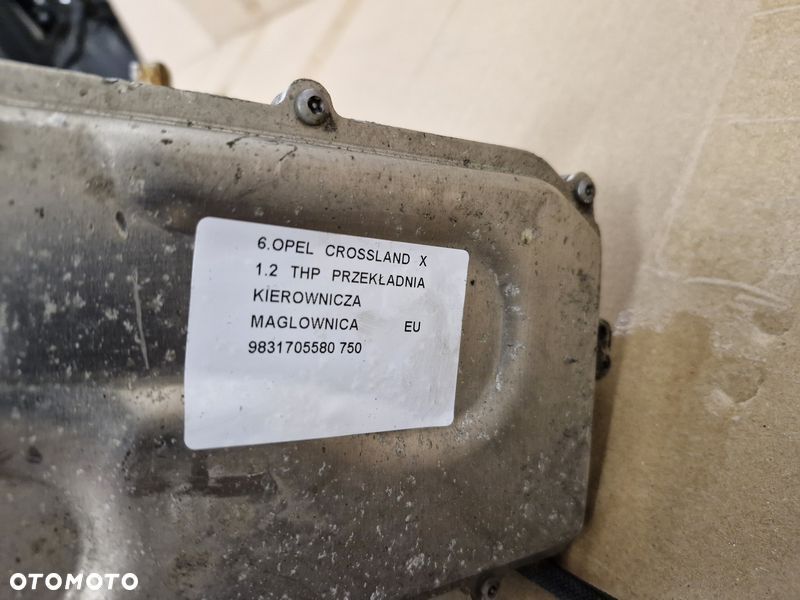 6.OPEL CROSSLAND X
1.2 THP PRZEKŁADNIA
KIEROWNICZA
MAGLOWNICA EU
9831705580 750
OTOMOTO